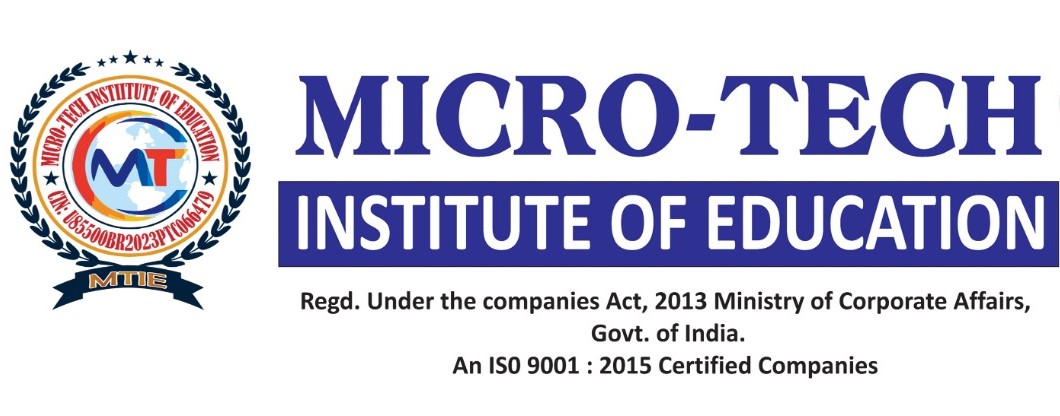 MICRO-TECH INSTIITUTE OF EDUCATION
CIN: U85500BR2023PTC066479
MT
MTIE
MICRO-TECH
INSTITUTE OF EDUCATION
Regd. Under the companies Act, 2013 Ministry of Corporate Affairs,
Govt. of India.
An IS0 9001 : 2015 Certified Companies